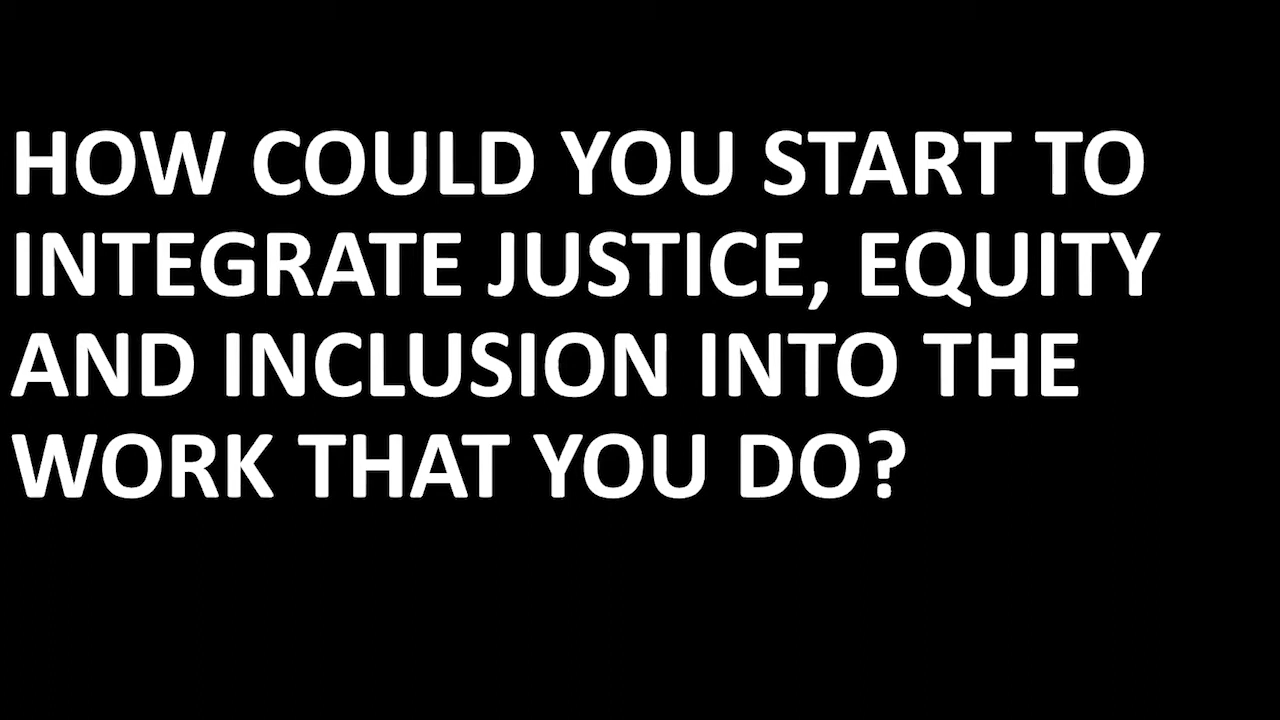 HOW COULD YOU START TO
INTEGRATE JUSTICE, EQUITY
AND INCLUSION INTO THE
WORK THAT YOU DO?